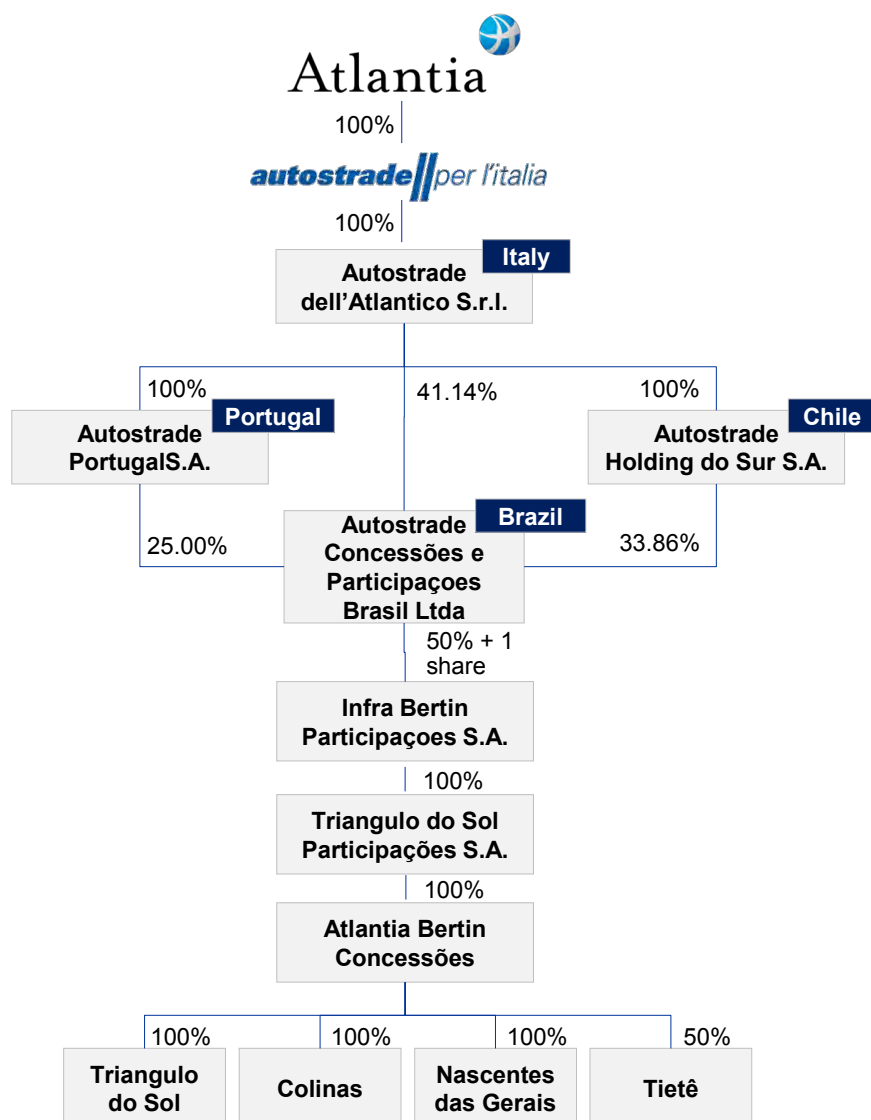 Atlantia
100%
autostrade per l'italia
100%
Italy
Autostrade
dell'Atlantico S.r.l.
100%
41.14%
100%
Portugal
Autostrade
PortugalS.A.
Chile
Autostrade
Holding do Sur S.A.
25.00%
Brazil
Autostrade
Concessões e
Participaçoes
Brasil Ltda
33.86%
50% + 1
share
Infra Bertin
Participaçoes S.A.
100%
Triangulo do Sol
Participações S.A.
100%
Atlantia Bertin
Concessões
100%
100%
100%
50%
Triangulo
do Sol
Colinas
Nascentes
das Gerais
Tietê